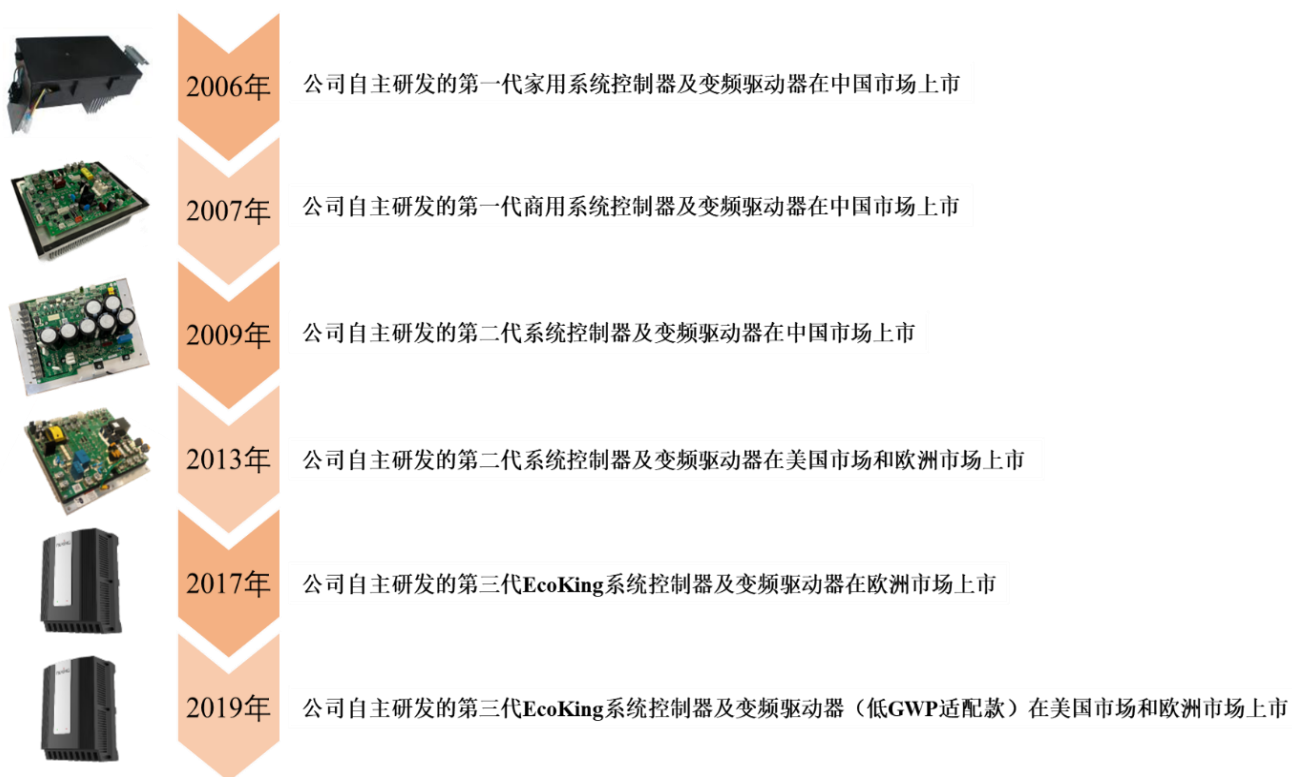 2006年 公司自主研发的第一代家用系统控制器及变频驱动器在中国市场上市
2007年 公司自主研发的第一代商用系统控制器及变频驱动器在中国市场上市
2009年 公司自主研发的第二代系统控制器及变频驱动器在中国市场上市
2013年 公司自主研发的第二代系统控制器及变频驱动器在美国市场和欧洲市场上市
2017年 公司自主研发的第三代EcoKing系统控制器及变频驱动器在欧洲市场上市
2019年 公司自主研发的第三代EcoKing系统控制器及变频驱动器（低GWP适配款）在美国市场和欧洲市场上市